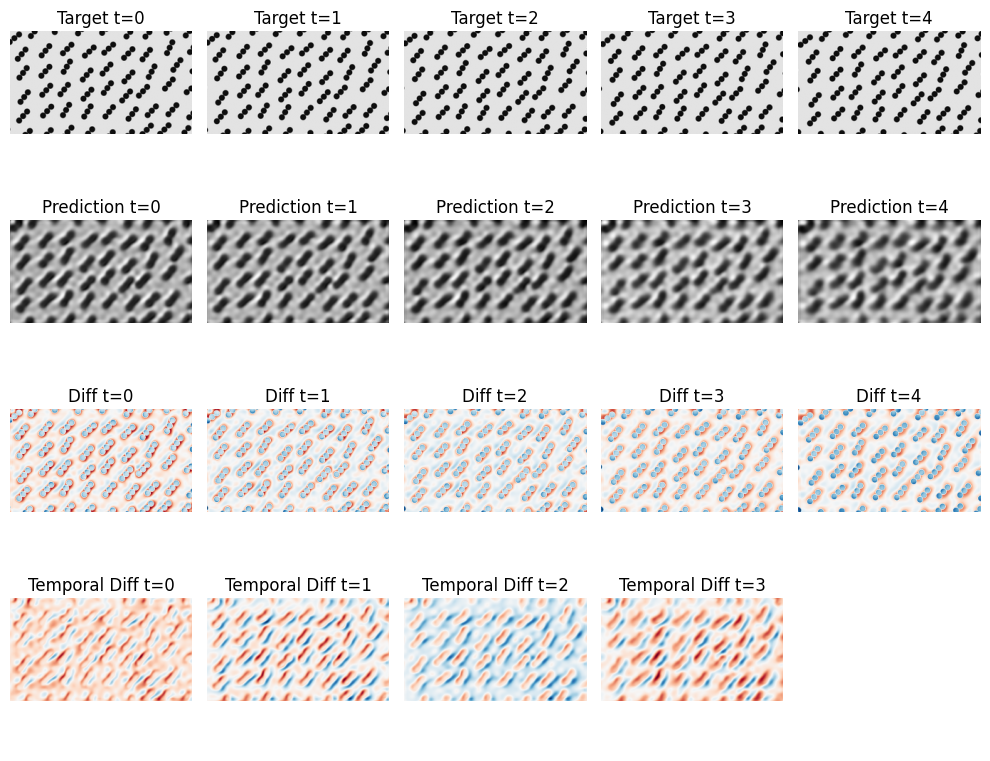 Target t=0 Target t=1 Target t=2 Target t=3 Target t=4
Prediction t=0 Prediction t=1 Prediction t=2 Prediction t=3 Prediction t=4
Diff t=0 Diff t=1 Diff t=2 Diff t=3 Diff t=4
Temporal Diff t=0 Temporal Diff t=1 Temporal Diff t=2 Temporal Diff t=3